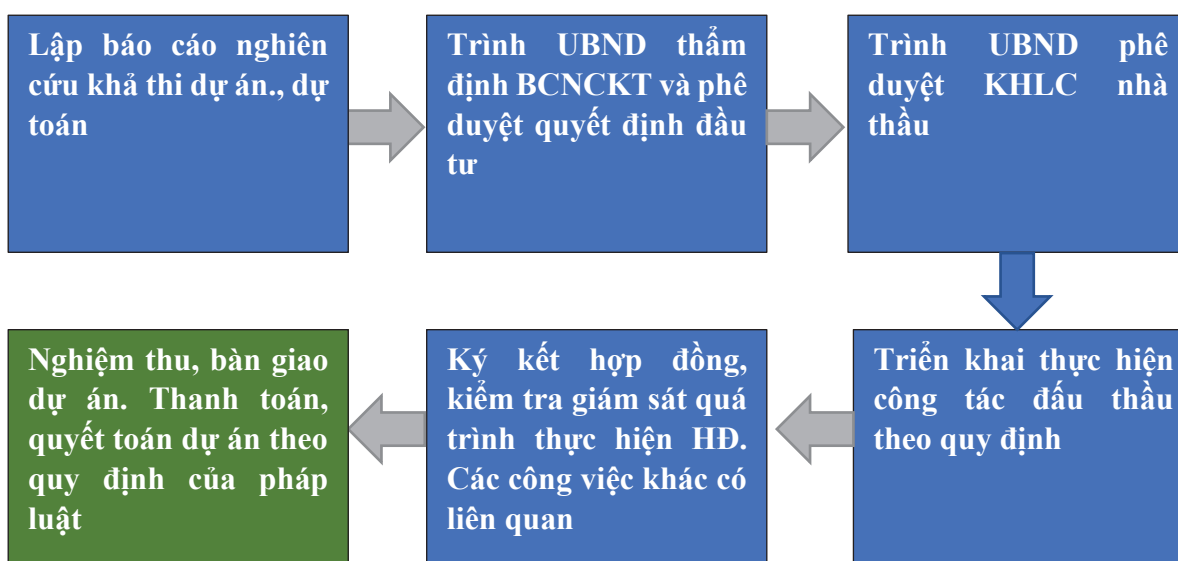 Lập báo cáo nghiên
cứu khả thi dự án., dự
toán
Trình UBND thẩm
định BCNCKT và phê
duyệt quyết định đầu
tư
Trình UBND phê
duyệt KHLC nhà
thầu
Triển khai thực hiện
công tác đấu thầu
theo quy định
Ký kết hợp đồng,
kiểm tra giám sát quá
trình thực hiện HĐ.
Các công việc khác có
liên quan
Nghiệm thu, bàn giao
dự án. Thanh toán,
quyết toán dự án theo
quy định của pháp
luật